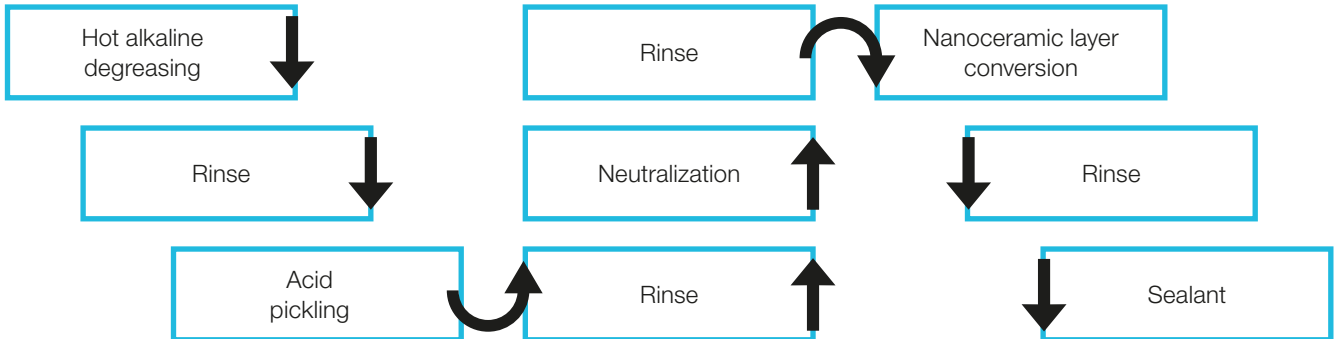 Hot alkaline
degreasing
Rinse
Acid
pickling
Rinse
Neutralization
Rinse
Nanoceramic layer
conversion
Rinse
Sealant